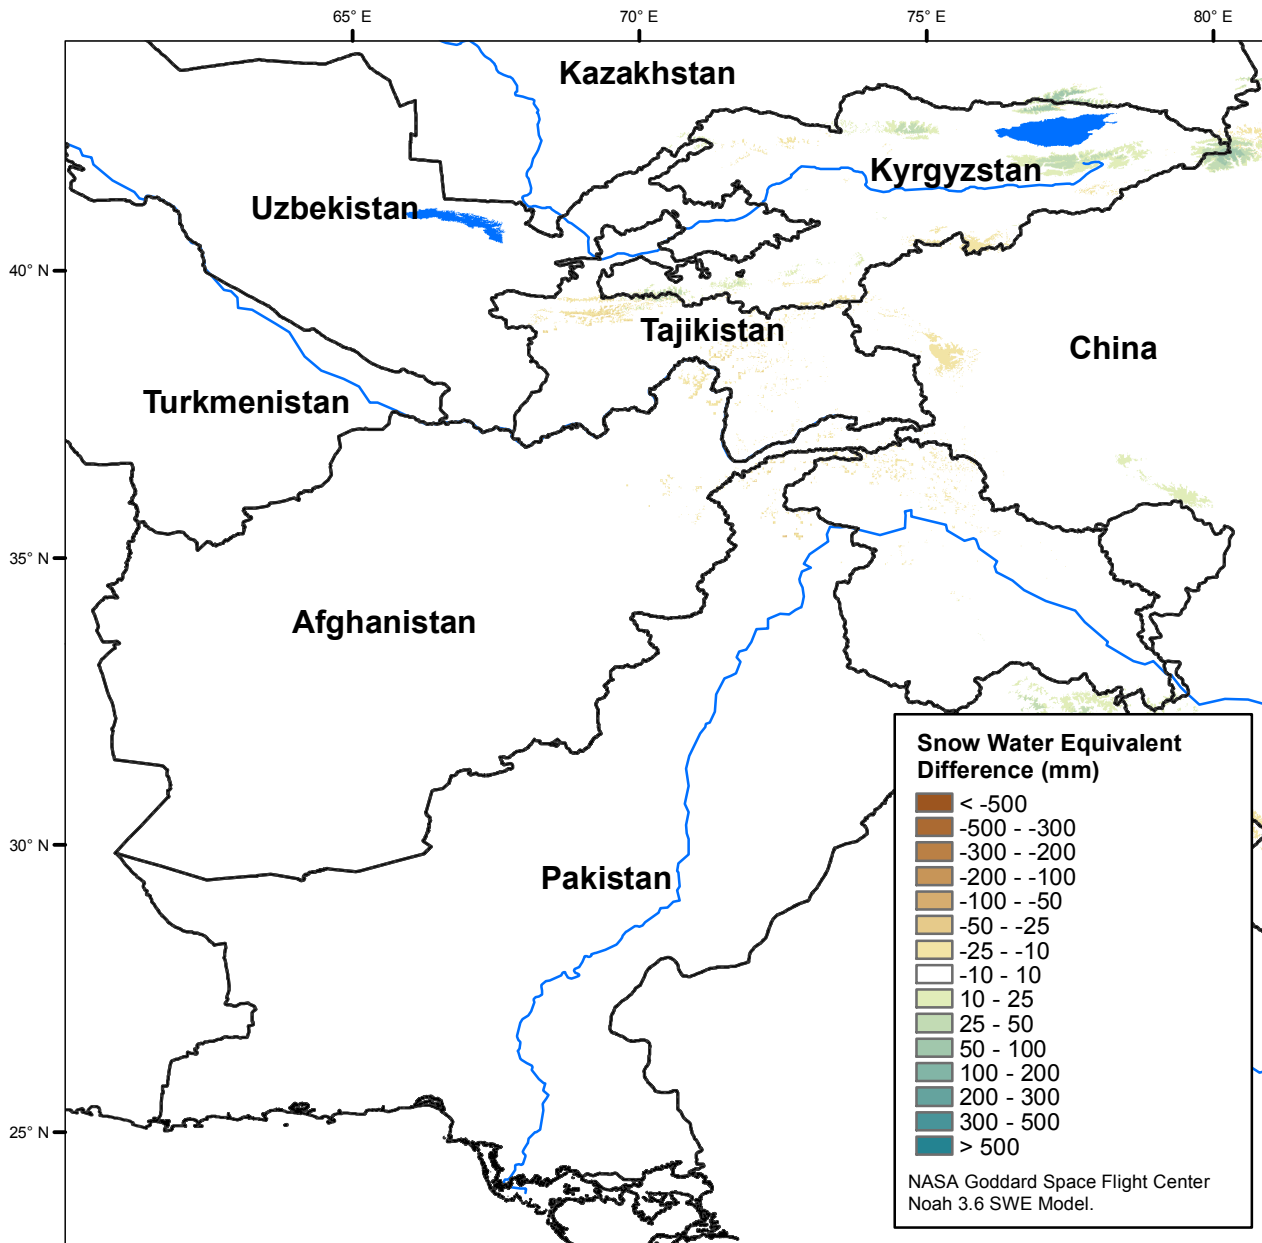 65° E
70° E
75° E
80° E
Kazakhstan
Kyrgyzstan
Uzbekistan
40° N
Tajikistan
China
Turkmenistan
35° N
Afghanistan
30° N
Pakistan
25° N
Snow Water Equivalent
Difference (mm)
< -500
-500 - -300
-300 - -200
-200 - -100
-100 - -50
-50 - -25
-25 - -10
-10 - 10
10 - 25
25 - 50
50 - 100
100 - 200
200 - 300
300 - 500
> 500
NASA Goddard Space Flight Center
Noah 3.6 SWE Model.